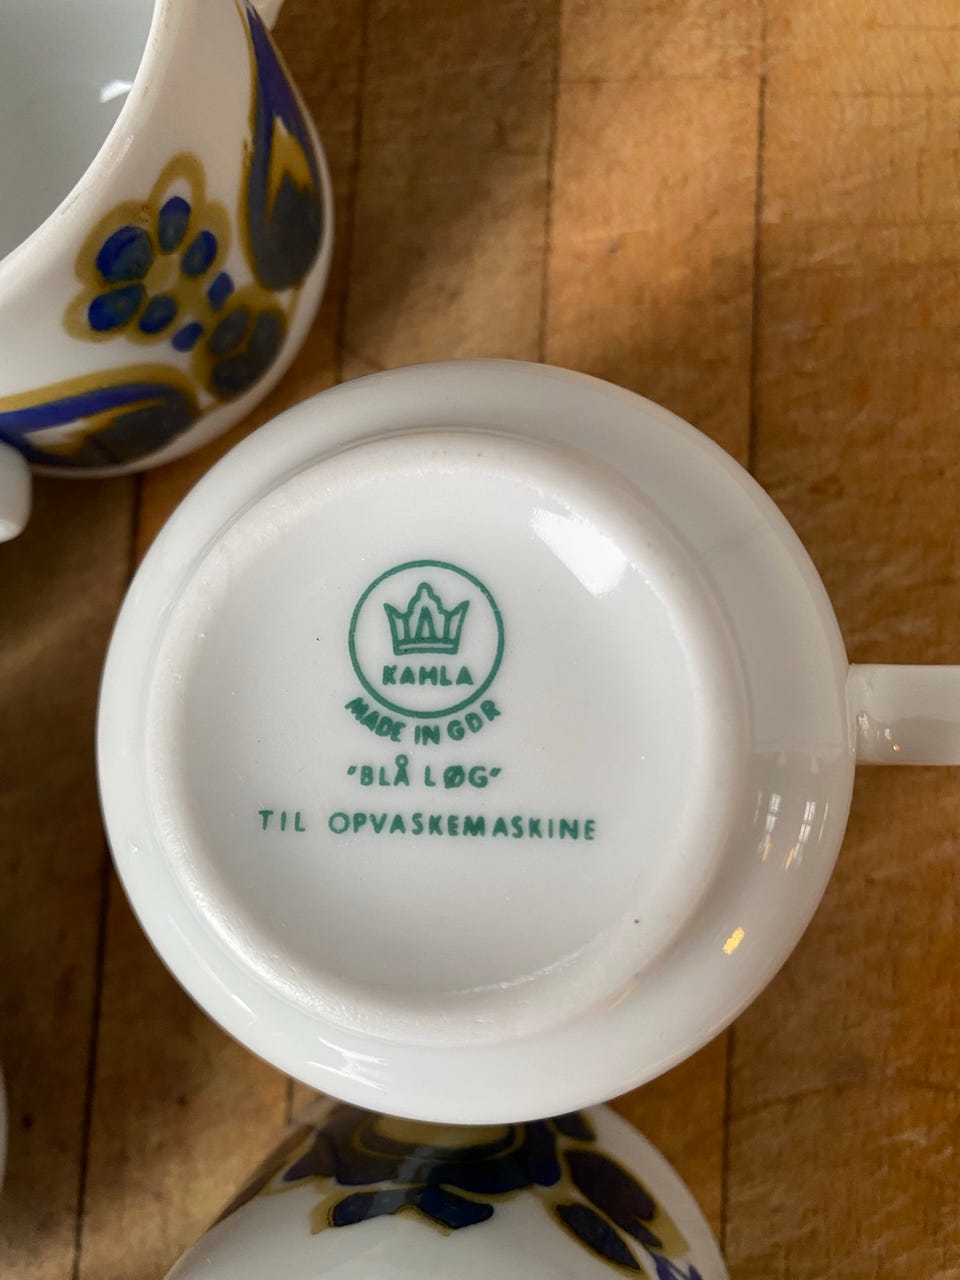 KAHLA
MADE IN GDR
"BLÅ LØG"
TIL OPVASKEMASKINE